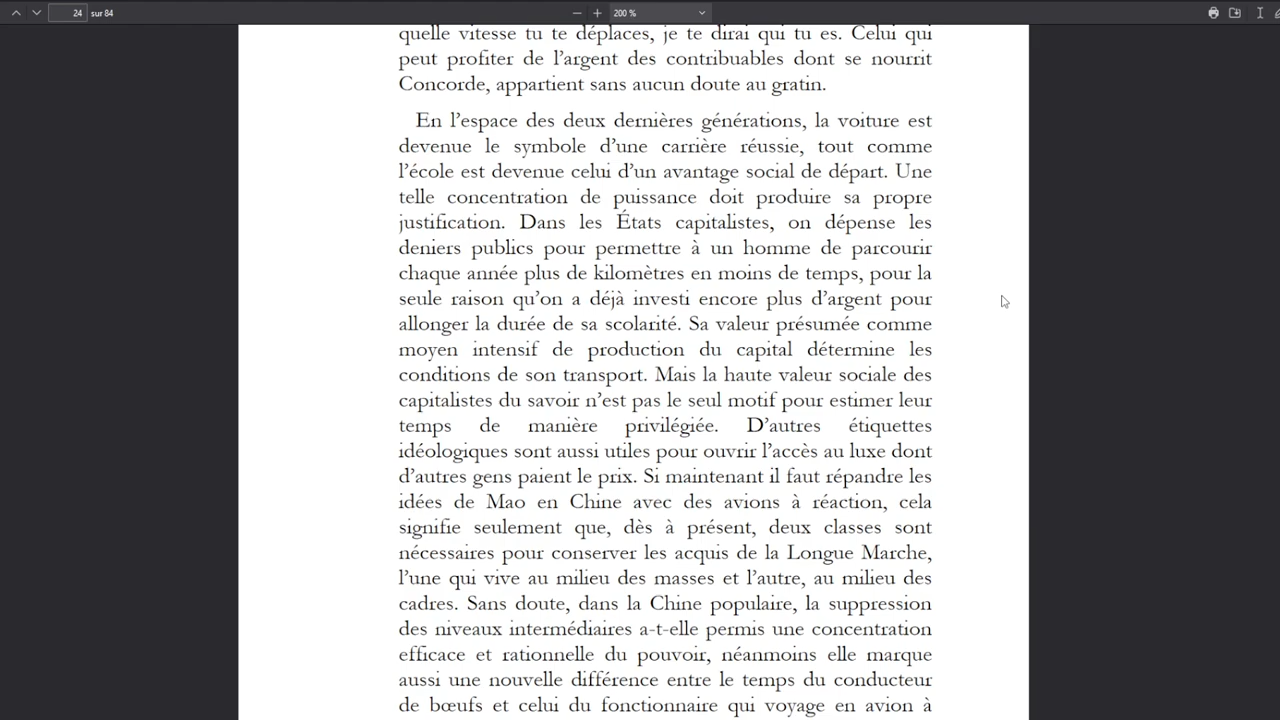 24 sur 84
200 %
quelle vitesse tu te déplaces, je te dirai qui tu es. Celui qui
peut profiter de l’argent des contribuables dont se nourrit
Concorde, appartient sans aucun doute au gratin.
En l’espace des deux dernières générations, la voiture est
devenue le symbole d’une carrière réussie, tout comme
l’école est devenue celui d’un avantage social de départ. Une
telle concentration de puissance doit produire sa propre
justification. Dans les États capitalistes, on dépense les
deniers publics pour permettre à un homme de parcourir
chaque année plus de kilomètres en moins de temps, pour la
seule raison qu’on a déjà investi encore plus d’argent pour
allonger la durée de sa scolarité. Sa valeur présumée comme
moyen intensif de production du capital détermine les
conditions de son transport. Mais la haute valeur sociale des
capitalistes du savoir n’est pas le seul motif pour estimer leur
temps de manière privilégiée. D’autres étiquettes
idéologiques sont aussi utiles pour ouvrir l’accès au luxe dont
d’autres gens paient le prix. Si maintenant il faut répandre les
idées de Mao en Chine avec des avions à réaction, cela
signifie seulement que, dès à présent, deux classes sont
nécessaires pour conserver les acquis de la Longue Marche,
l’une qui vive au milieu des masses et l’autre, au milieu des
cadres. Sans doute, dans la Chine populaire, la suppression
des niveaux intermédiaires a-t-elle permis une concentration
efficace et rationnelle du pouvoir, néanmoins elle marque
aussi une nouvelle différence entre le temps du conducteur
de bœufs et celui du fonctionnaire qui voyage en avion à